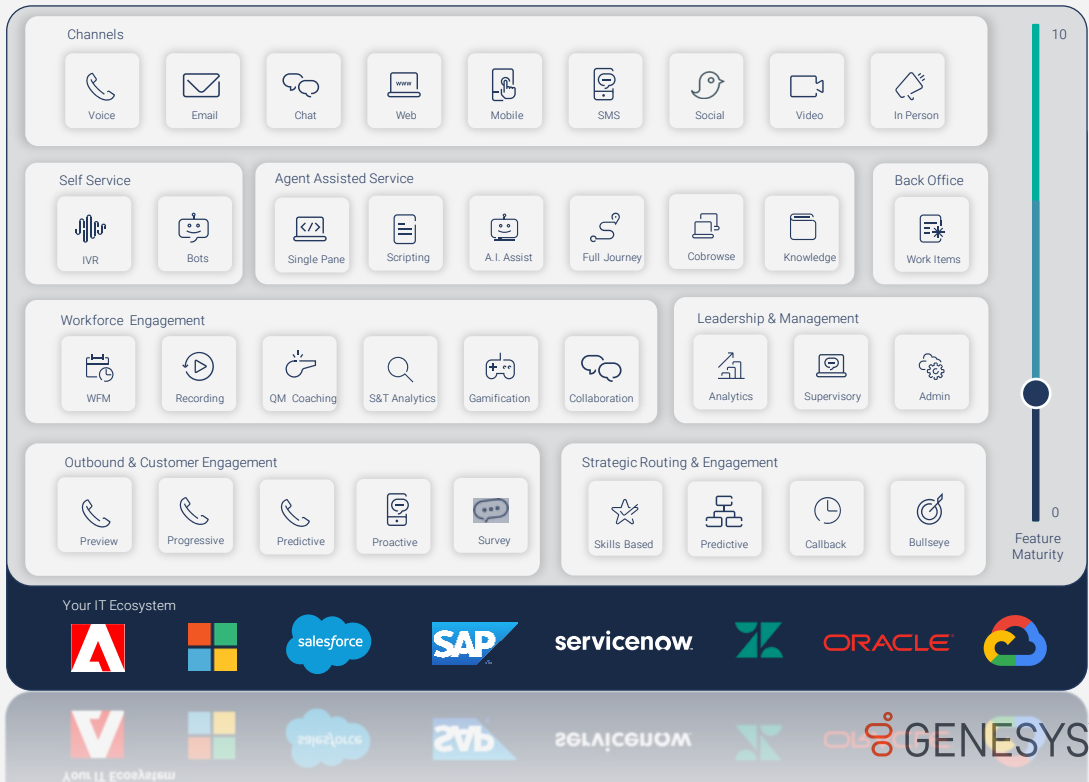 Channels
10
www
Voice
Email
Chat
Web
Mobile
SMS
Social
Video
In Person
Self Service
Agent Assisted Service
Back Office
IVR
Bots
Single Pane
Scripting
A.I. Assist
Full Journey
Cobrowse
Knowledge
Work Items
Workforce Engagement
Leadership & Management
WFM
Recording
QM Coaching
S&T Analytics
Gamification
Collaboration
Analytics
Supervisory
Admin
Outbound & Customer Engagement
Strategic Routing & Engagement
Preview
Progressive
Predictive
Proactive
Survey
Skills Based
Predictive
Callback
Bullseye
0
Feature
Maturity
Your IT Ecosystem
salesforce
SAP
servicenow
ORACLE
GENESYS